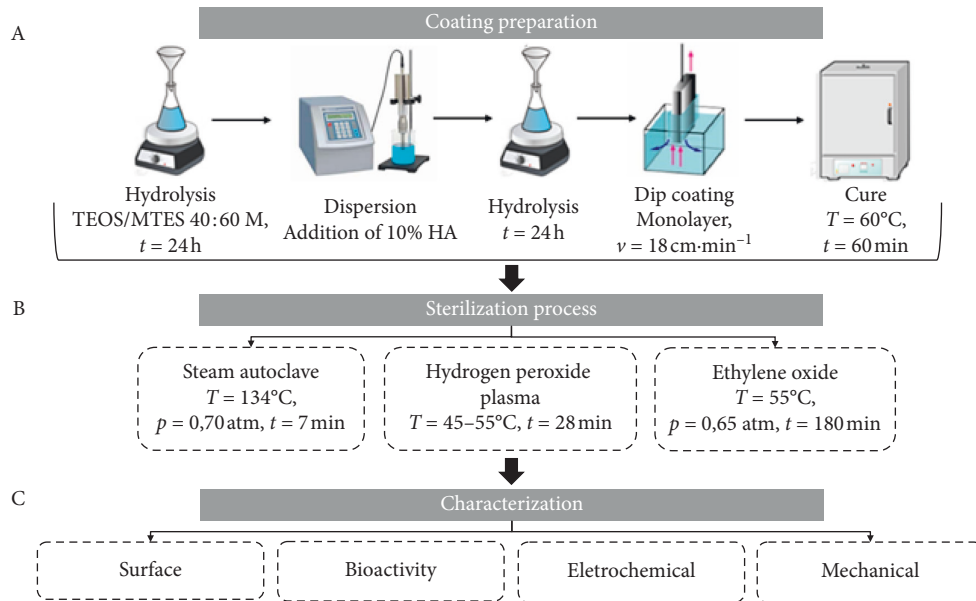 A
Coating preparation
Hydrolysis
TEOS/MTES 40:60 M,
t = 24 h
Dispersion
Addition of 10% HA
Hydrolysis
t = 24 h
Dip coating
Monolayer,
ν = 18 cm·min⁻¹
Cure
T = 60°C,
t = 60 min
B
Sterilization process
Steam autoclave
T = 134°C,
p = 0,70 atm, t = 7 min
Hydrogen peroxide
plasma
T = 45–55°C, t = 28 min
Ethylene oxide
T = 55°C,
p = 0,65 atm, t = 180 min
C
Characterization
Surface
Bioactivity
Eletrochemical
Mechanical